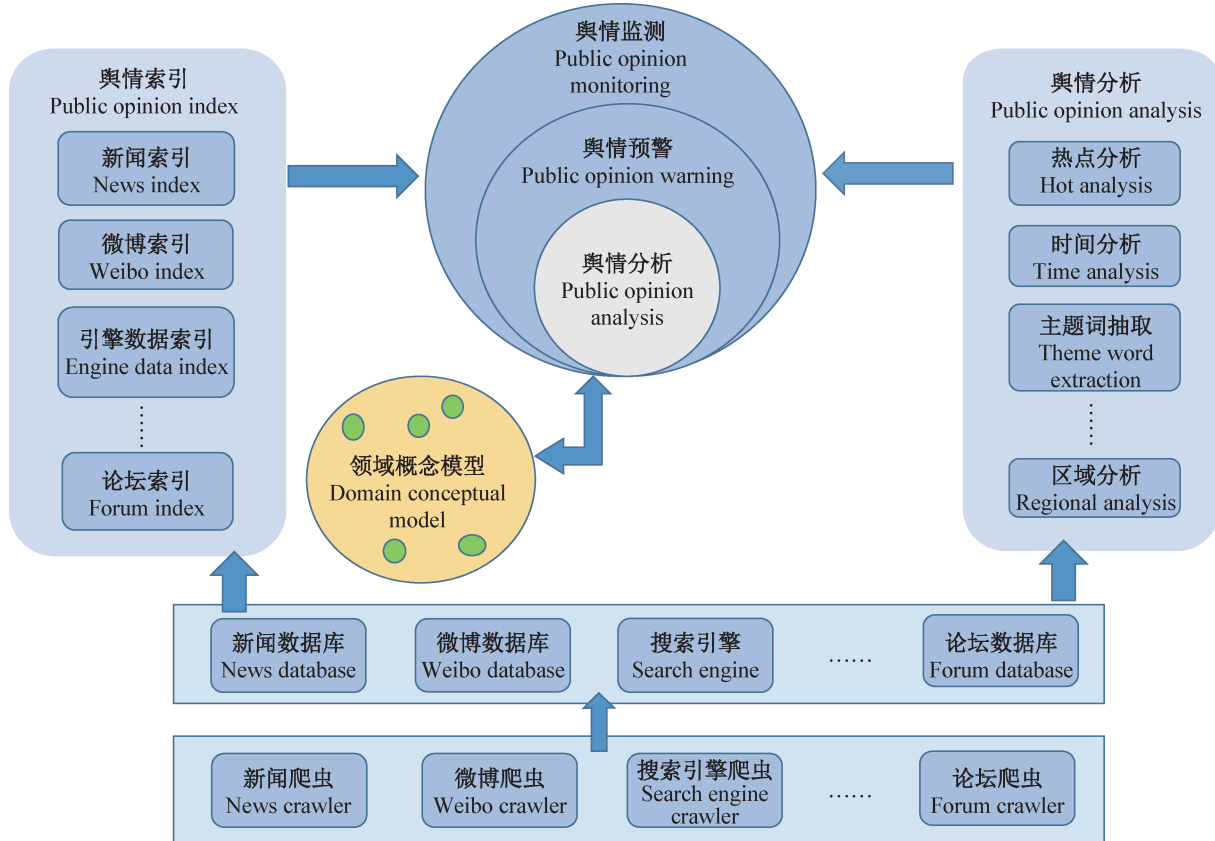 舆情索引
Public opinion index
新闻索引
News index
微博索引
Weibo index
引擎数据索引
Engine data index
......
论坛索引
Forum index
舆情监测
Public opinion
monitoring
舆情预警
Public opinion warning
舆情分析
Public opinion
analysis
领域概念模型
Domain conceptual
model
舆情分析
Public opinion analysis
热点分析
Hot analysis
时间分析
Time analysis
主题词抽取
Theme word
extraction
......
区域分析
Regional analysis
新闻数据库
News database
微博数据库
Weibo database
搜索引擎
Search engine
......
论坛数据库
Forum database
新闻爬虫
News crawler
微博爬虫
Weibo crawler
搜索引擎爬虫
Search engine
crawler
......
论坛爬虫
Forum crawler